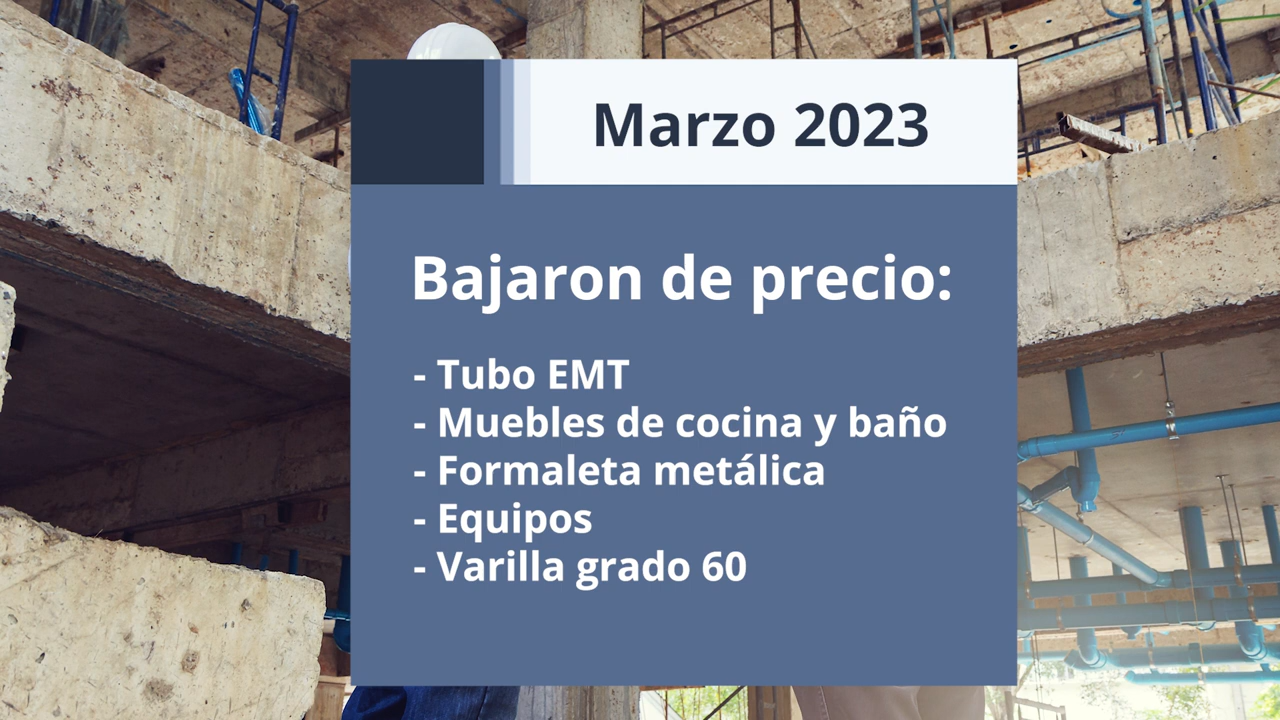 Marzo 2023
Bajaron de precio:
- Tubo EMT
- Muebles de cocina y baño
- Formaleta metálica
- Equipos
- Varilla grado 60